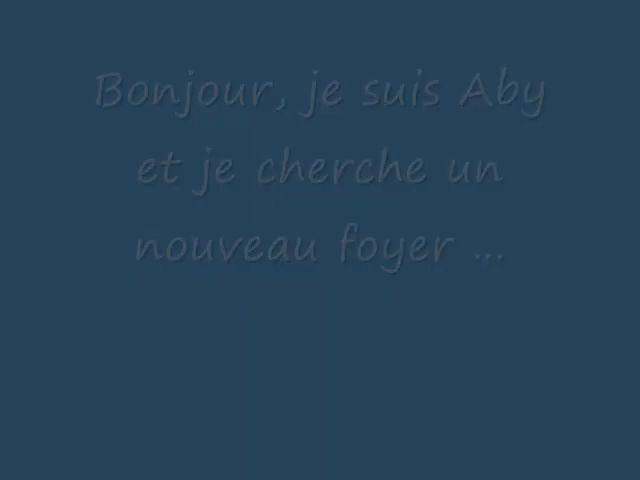 Bonjour, je suis Aby
et je cherche un
nouveau foyer ...